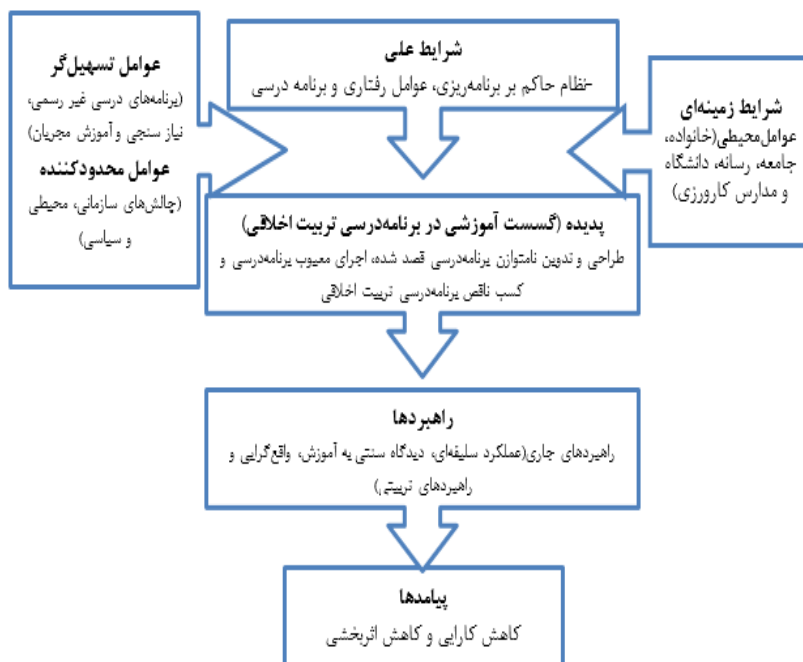 شرایط علی
-نظام حاکم بر برنامه‌ریزی، عوامل رفتاری و برنامه درسی
عوامل تسهیل‌گر
(برنامه‌های درسی غیر رسمی،
نیاز سنجی و آموزش مجریان)
عوامل محدودکننده
(چالش‌های سازمانی، محیطی
و سیاسی)
شرایط زمینه‌ای
عوامل‌محیطی(خانواده،
جامعه، رسانه، دانشگاه
و مدارس کارورزی)
پدیده (گسست آموزشی در برنامه‌درسی تربیت اخلاقی)
طراحی و تدوین نامتوازن برنامه‌درسی قصد شده، اجرای معیوب برنامه‌درسی و
کسب ناقص برنامه‌درسی تربیت اخلاقی
راهبردها
راهبردهای جاری(عملکرد سلیقه‌ای، دیدگاه سنتی به آموزش، واقع‌گرایی و
راهبردهای تربیتی)
پیامدها
کاهش کارایی و کاهش اثربخشی